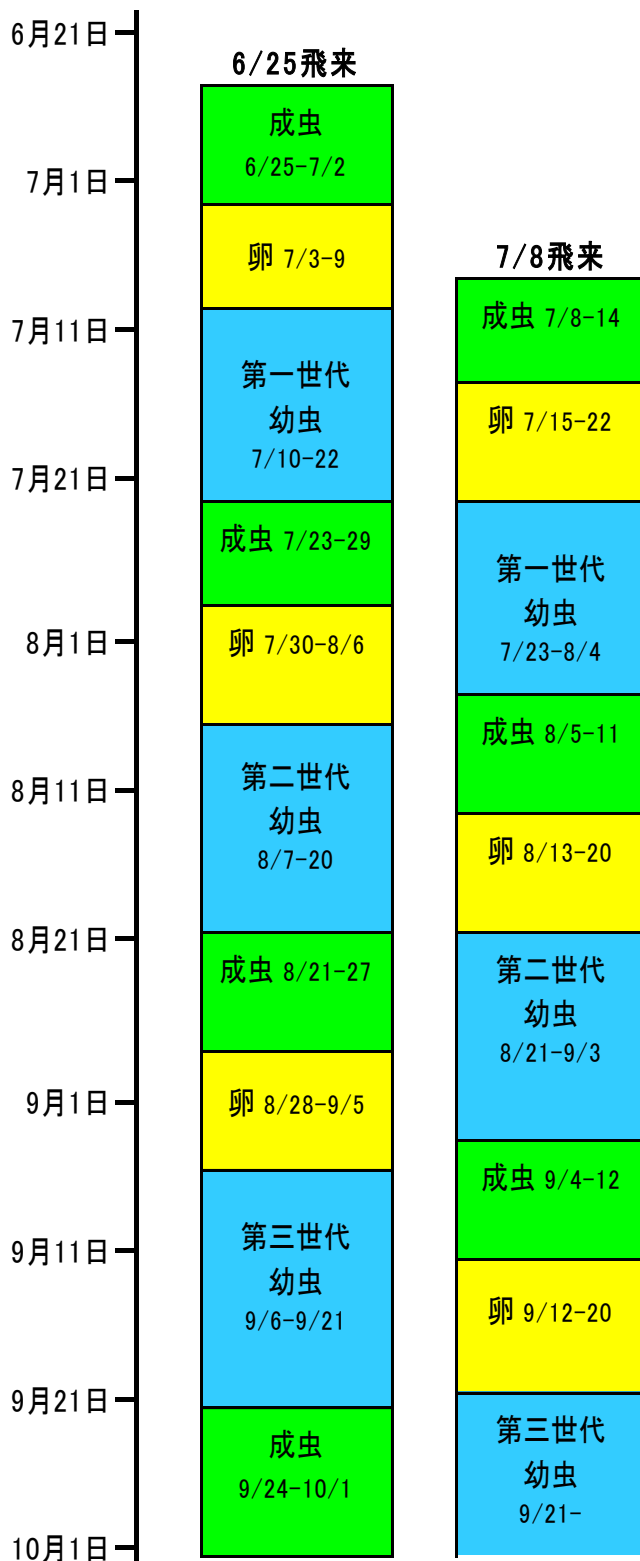 6月21日
7月1日
7月11日
7月21日
8月1日
8月11日
8月21日
9月1日
9月11日
9月21日
10月1日
6/25飛来
成虫
6/25-7/2
卵 7/3-9
第一世代
幼虫
7/10-22
成虫 7/23-29
卵 7/30-8/6
第二世代
幼虫
8/7-20
成虫 8/21-27
卵 8/28-9/5
第三世代
幼虫
9/6-9/21
成虫
9/24-10/1
7/8飛来
成虫 7/8-14
卵 7/15-22
第一世代
幼虫
7/23-8/4
成虫 8/5-11
卵 8/13-20
第二世代
幼虫
8/21-9/3
成虫 9/4-12
卵 9/12-20
第三世代
幼虫
9/21-